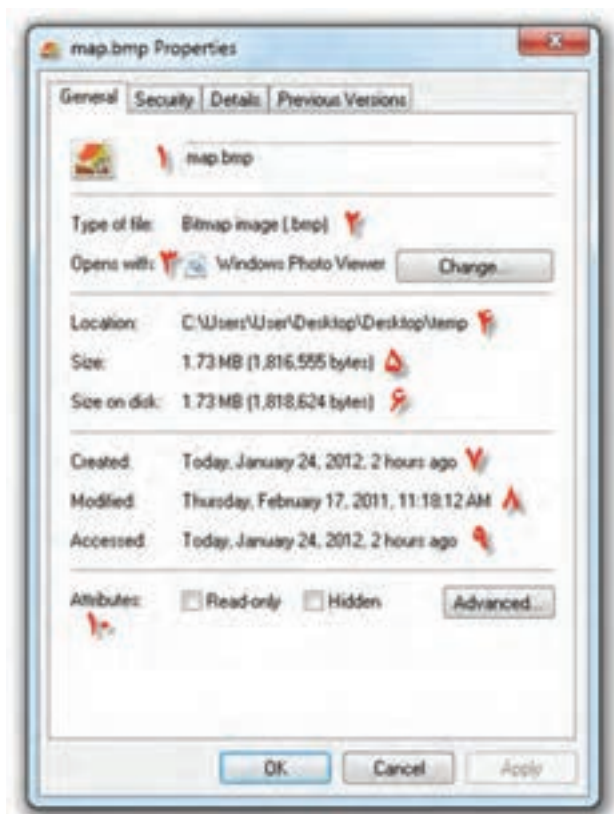 map.bmp Properties
General Security Details Previous Versions
۱ map.bmp
Type of file: Bitmap image (.bmp) ۲
Opens with: ۳ Windows Photo Viewer Change...
Location: C:\Users\User\Desktop\Desktop\temp ۴
Size: 1.73 MB (1,816,555 bytes) ۵
Size on disk: 1.73 MB (1,818,624 bytes) ۶
Created: Today, January 24, 2012, 2 hours ago ۷
Modified: Thursday, February 17, 2011, 11:18:12 AM ۸
Accessed: Today, January 24, 2012, 2 hours ago ۹
Attributes: Read-only Hidden Advanced...
۱۰
OK Cancel Apply